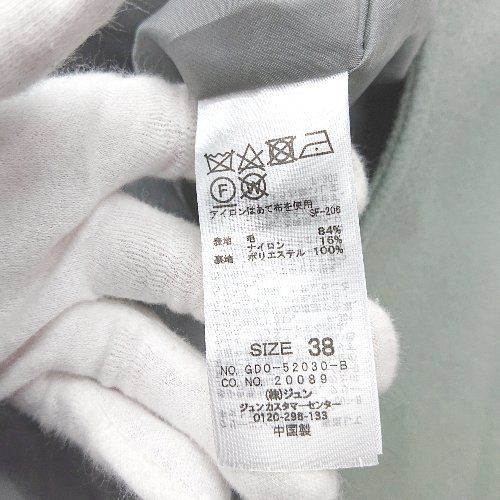 F
W
アイロンはあて布を使用
SF-206
表地 毛 84%
ナイロン 16%
裏地 ポリエステル 100%
SIZE 38
NO. GDO-52030-B
CO. NO. 20089
(株)ジュン
ジュンカスタマーセンター
0120-298-133
中国製